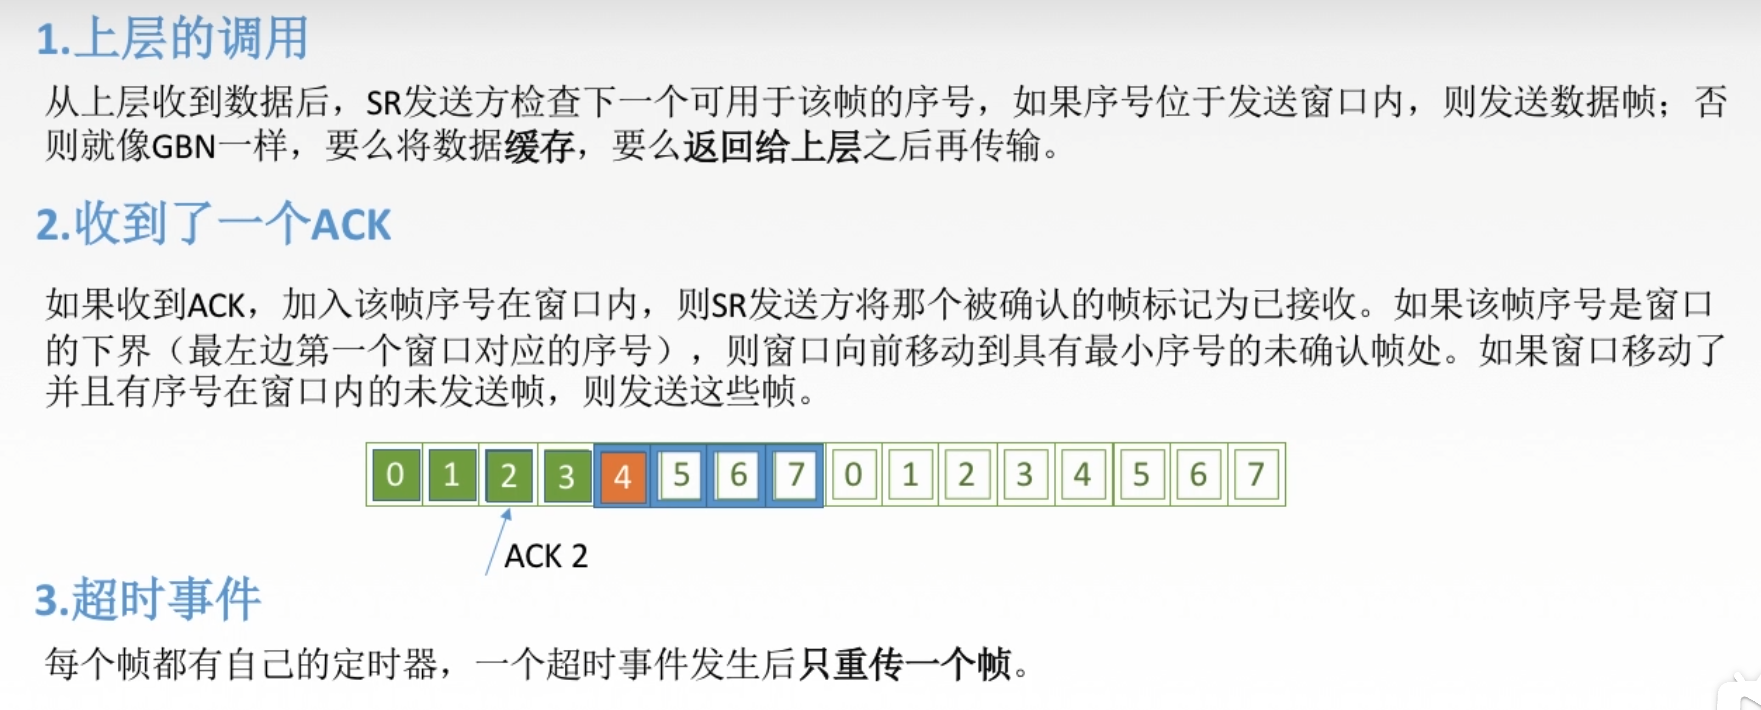 1.上层的调用
从上层收到数据后，SR发送方检查下一个可用于该帧的序号，如果序号位于发送窗口内，则发送数据帧；否
则就像GBN一样，要么将数据缓存，要么返回给上层之后再传输。
2.收到了一个ACK
如果收到ACK，加入该帧序号在窗口内，则SR发送方将那个被确认的帧标记为已接收。如果该帧序号是窗口
的下界（最左边第一个窗口对应的序号），则窗口向前移动到具有最小序号的未确认帧处。如果窗口移动了
并且有序号在窗口内的未发送帧，则发送这些帧。
0 1 2 3 4 5 6 7 0 1 2 3 4 5 6 7
ACK 2
3.超时事件
每个帧都有自己的定时器，一个超时事件发生后只重传一个帧。